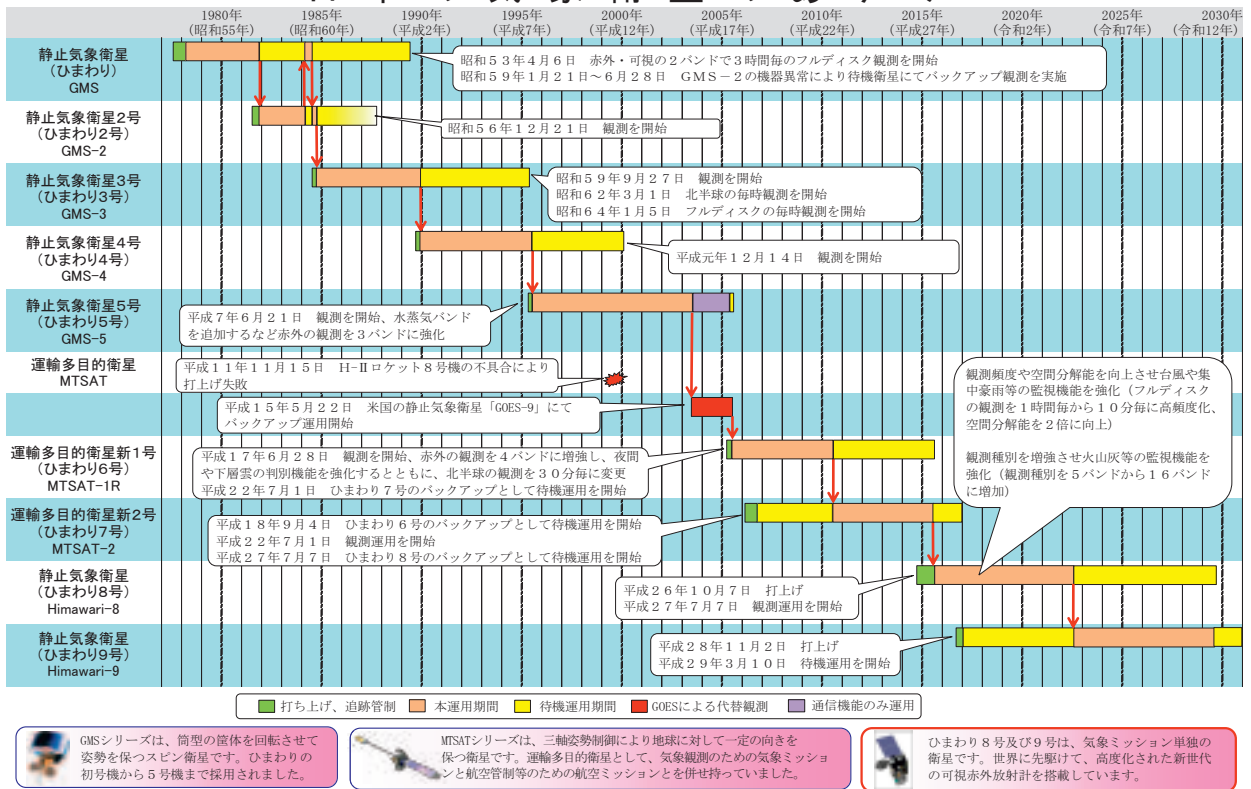 1980年 1985年 1990年 1995年 2000年 2005年 2010年 2015年 2020年 2025年 2030年
(昭和55年) (昭和60年) (平成2年) (平成7年) (平成12年) (平成17年) (平成22年) (平成27年) (令和2年) (令和7年) (令和12年)
静止気象衛星
(ひまわり)
GMS
昭和53年4月6日 赤外・可視の2バンドで3時間毎のフルディスク観測を開始
昭和59年1月21日~6月28日 GMS-2の機器異常により待機衛星にてバックアップ観測を実施
静止気象衛星2号
(ひまわり2号)
GMS-2
昭和56年12月21日 観測を開始
静止気象衛星3号
(ひまわり3号)
GMS-3
昭和59年9月27日 観測を開始
昭和62年3月1日 北半球の毎時観測を開始
昭和64年1月5日 フルディスクの毎時観測を開始
静止気象衛星4号
(ひまわり4号)
GMS-4
平成元年12月14日 観測を開始
静止気象衛星5号
(ひまわり5号)
GMS-5
平成7年6月21日 観測を開始、水蒸気バンド
を追加するなど赤外の観測を3バンドに強化
運輸多目的衛星
MTSAT
平成11年11月15日 H-Ⅱロケット8号機の不具合により
打上げ失敗
平成15年5月22日 米国の静止気象衛星「GOES-9」にて
バックアップ運用開始
観測頻度や空間分解能を向上させ台風や集
中豪雨等の監視機能を強化(フルディスク
の観測を1時間毎から10分毎に高頻度化、
空間分解能を2倍に向上)
観測種別を増強させ火山灰等の監視機能を
強化(観測種別を5バンドから16バンド
に増加)
運輸多目的衛星新1号
(ひまわり6号)
MTSAT-1R
平成17年6月28日 観測を開始、赤外の観測を4バンドに増強し、夜間
や下層雲の判別機能を強化するとともに、北半球の観測を30分毎に変更
平成22年7月1日 ひまわり7号のバックアップとして待機運用を開始
運輸多目的衛星新2号
(ひまわり7号)
MTSAT-2
平成18年9月4日 ひまわり6号のバックアップとして待機運用を開始
平成22年7月1日 観測運用を開始
平成27年7月7日 ひまわり8号のバックアップとして待機運用を開始
静止気象衛星
(ひまわり8号)
Himawari-8
平成26年10月7日 打上げ
平成27年7月7日 観測運用を開始
静止気象衛星
(ひまわり9号)
Himawari-9
平成28年11月2日 打上げ
平成29年3月10日 待機運用を開始
打ち上げ、追跡管制 本運用期間 待機運用期間 GOESによる代替観測 通信機能のみ運用
GMSシリーズは、筒型の筐体を回転させて
姿勢を保つスピン衛星です。ひまわりの
初号機から5号機まで採用されました。
MTSATシリーズは、三軸姿勢制御により地球に対して一定の向きを
保つ衛星です。運輸多目的衛星として、気象観測のための気象ミッショ
ンと航空管制等のための航空ミッションとを併せ持っていました。
ひまわり8号及び9号は、気象ミッション単独の
衛星です。世界に先駆けて、高度化された新世代
の可視赤外放射計を搭載しています。